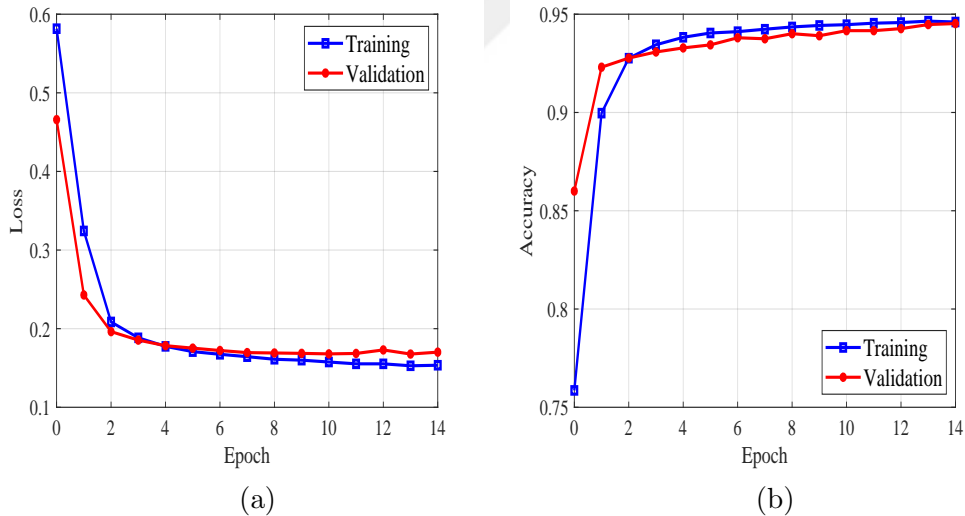 0.6
0.5
0.4
0.3
0.2
0.1
Loss
0 2 4 6 8 10 12 14
Epoch
Training
Validation
(a)
0.95
0.9
0.85
0.8
0.75
Accuracy
0 2 4 6 8 10 12 14
Epoch
Training
Validation
(b)